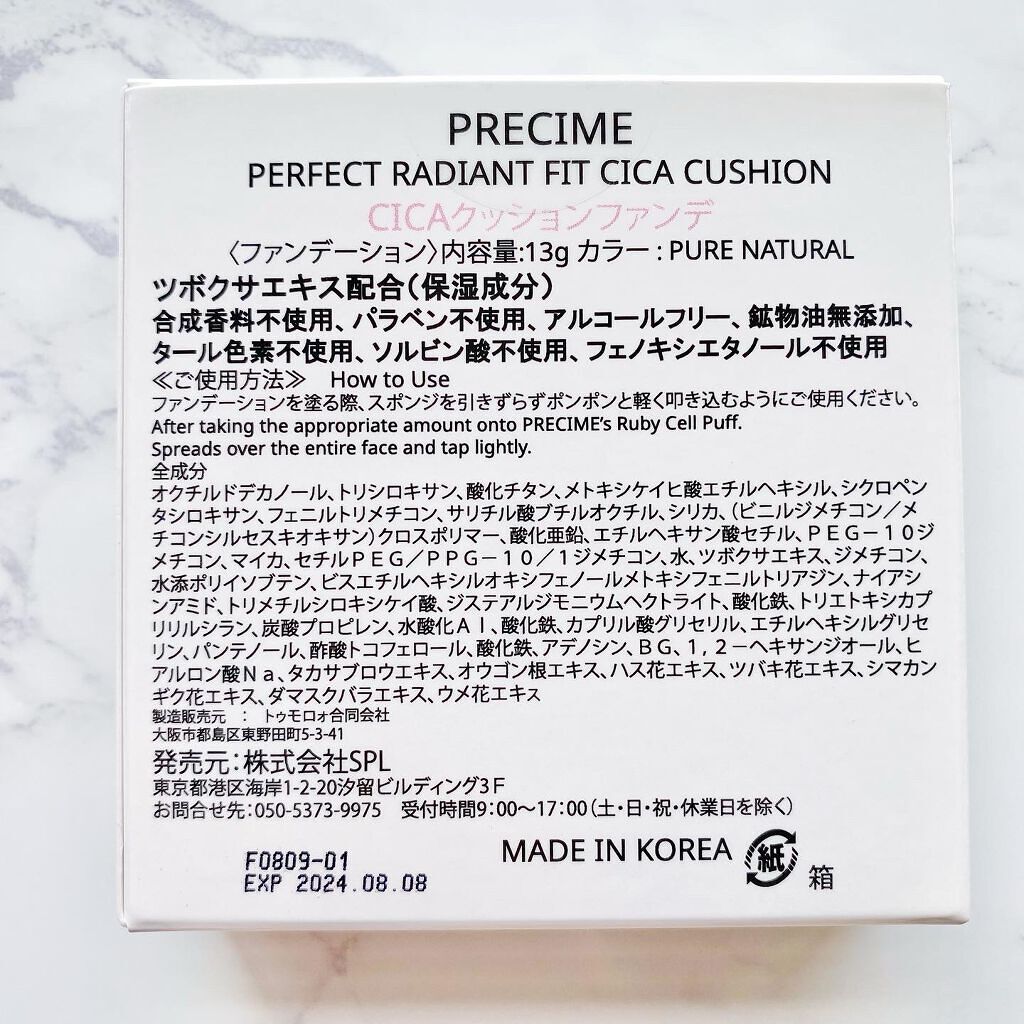 PRECIME
PERFECT RADIANT FIT CICA CUSHION
CICAクッションファンデ
〈ファンデーション〉内容量:13g カラー : PURE NATURAL
ツボクサエキス配合(保湿成分)
合成香料不使用、パラベン不使用、アルコールフリー、鉱物油無添加、
タール色素不使用、ソルビン酸不使用、フェノキシエタノール不使用
≪ご使用方法≫ How to Use
ファンデーションを塗る際、スポンジを引きずらずポンポンと軽く叩き込むようにご使用ください。
After taking the appropriate amount onto PRECIME's Ruby Cell Puff.
Spreads over the entire face and tap lightly.
全成分
オクチルドデカノール、トリシロキサン、酸化チタン、メトキシケイヒ酸エチルヘキシル、シクロペン
タシロキサン、フェニルトリメチコン、サリチル酸ブチルオクチル、シリカ、(ビニルジメチコン/メ
チコンシルセスキオキサン)クロスポリマー、酸化亜鉛、エチルヘキサン酸セチル、PEG-10ジ
メチコン、マイカ、セチルPEG/PPG-10/1ジメチコン、水、ツボクサエキス、ジメチコン、
水添ポリイソブテン、ビスエチルヘキシルオキシフェノールメトキシフェニルトリアジン、ナイアシ
ンアミド、トリメチルシロキシケイ酸、ジステアルジモニウムヘクトライト、酸化鉄、トリエトキシカプ
リリルシラン、炭酸プロピレン、水酸化Al、酸化鉄、カプリル酸グリセリル、エチルヘキシルグリセ
リン、パンテノール、酢酸トコフェロール、酸化鉄、アデノシン、BG、1,2-ヘキサンジオール、ヒ
アルロン酸Na、タカサブロウエキス、オウゴン根エキス、ハス花エキス、ツバキ花エキス、シマカン
ギク花エキス、ダマスクバラエキス、ウメ花エキス
製造販売元 : トゥモロォ合同会社
大阪市都島区東野田町5-3-41
発売元:株式会社SPL
東京都港区海岸1-2-20汐留ビルディング3F
お問合せ先:050-5373-9975 受付時間9:00〜17:00(土・日・祝・休業日を除く)
MADE IN KOREA 紙 箱
F0809-01
EXP 2024.08.08